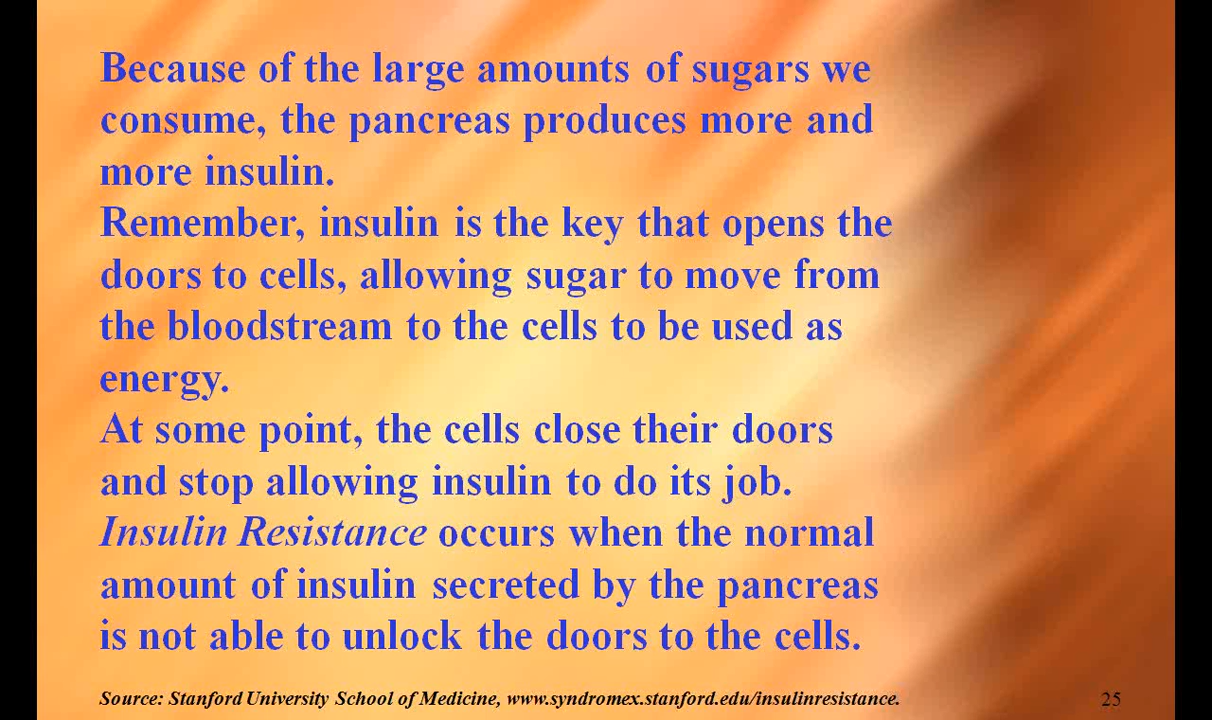 Because of the large amounts of sugars we
consume, the pancreas produces more and
more insulin.
Remember, insulin is the key that opens the
doors to cells, allowing sugar to move from
the bloodstream to the cells to be used as
energy.
At some point, the cells close their doors
and stop allowing insulin to do its job.
Insulin Resistance occurs when the normal
amount of insulin secreted by the pancreas
is not able to unlock the doors to the cells.
Source: Stanford University School of Medicine, www.syndromex.stanford.edu/insulinresistance.
25